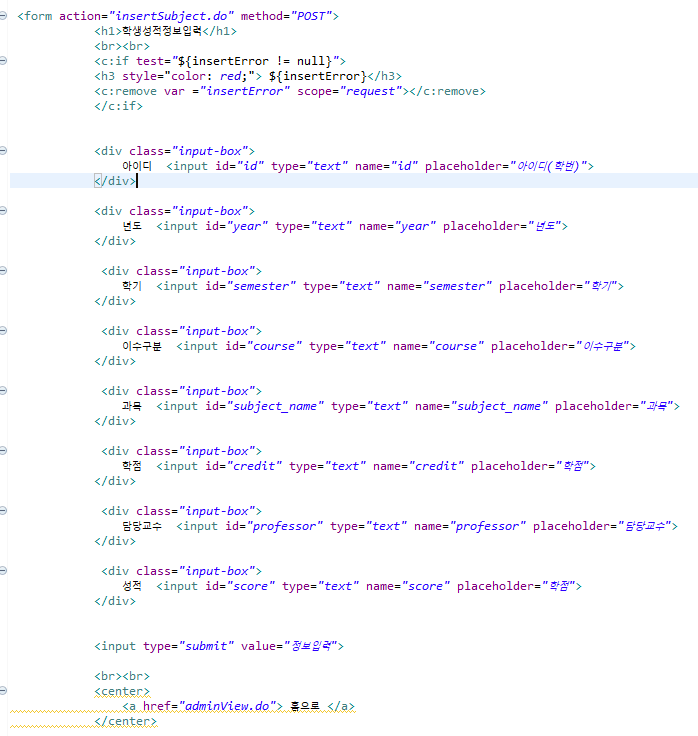 <form action="insertSubject.do" method="POST">
<h1>학생성적정보입력</h1>
<br><br>
<c:if test="${insertError != null}">
<h3 style="color: red;"> ${insertError}</h3>
<c:remove var ="insertError" scope="request"></c:remove>
</c:if>
<div class="input-box">
아이디 <input id="id" type="text" name="id" placeholder="아이디(학번)">
</div>
<div class="input-box">
년도 <input id="year" type="text" name="year" placeholder="년도">
</div>
<div class="input-box">
학기 <input id="semester" type="text" name="semester" placeholder="학기">
</div>
<div class="input-box">
이수구분 <input id="course" type="text" name="course" placeholder="이수구분">
</div>
<div class="input-box">
과목 <input id="subject_name" type="text" name="subject_name" placeholder="과목">
</div>
<div class="input-box">
학점 <input id="credit" type="text" name="credit" placeholder="학점">
</div>
<div class="input-box">
담당교수 <input id="professor" type="text" name="professor" placeholder="담당교수">
</div>
<div class="input-box">
성적 <input id="score" type="text" name="score" placeholder="학점">
</div>
<input type="submit" value="정보입력">
<br><br>
<center>
<a href="adminView.do"> 홈으로 </a>
</center>